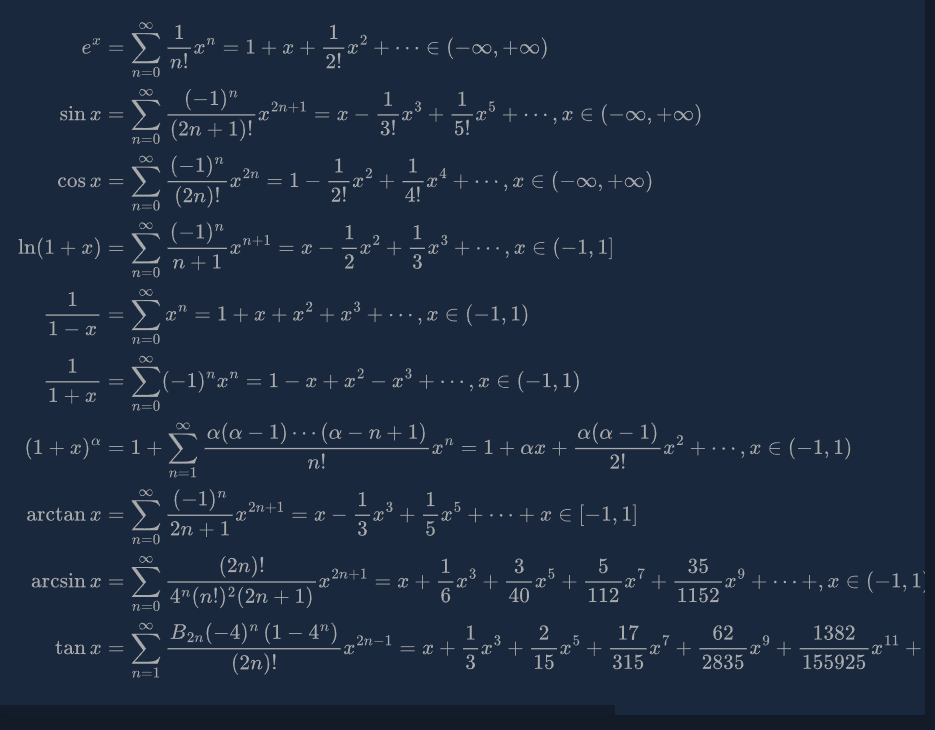 e^x = \sum_{n=0}^{\infty} \frac{1}{n!} x^n = 1 + x + \frac{1}{2!} x^2 + \cdots \in (-\infty, +\infty)
\sin x = \sum_{n=0}^{\infty} \frac{(-1)^n}{(2n+1)!} x^{2n+1} = x - \frac{1}{3!} x^3 + \frac{1}{5!} x^5 + \cdots, x \in (-\infty, +\infty)
\cos x = \sum_{n=0}^{\infty} \frac{(-1)^n}{(2n)!} x^{2n} = 1 - \frac{1}{2!} x^2 + \frac{1}{4!} x^4 + \cdots, x \in (-\infty, +\infty)
\ln(1+x) = \sum_{n=0}^{\infty} \frac{(-1)^n}{n+1} x^{n+1} = x - \frac{1}{2} x^2 + \frac{1}{3} x^3 + \cdots, x \in (-1, 1]
\frac{1}{1-x} = \sum_{n=0}^{\infty} x^n = 1 + x + x^2 + x^3 + \cdots, x \in (-1, 1)
\frac{1}{1+x} = \sum_{n=0}^{\infty} (-1)^n x^n = 1 - x + x^2 - x^3 + \cdots, x \in (-1, 1)
(1+x)^{\alpha} = 1 + \sum_{n=1}^{\infty} \frac{\alpha(\alpha-1)\cdots(\alpha-n+1)}{n!} x^n = 1 + \alpha x + \frac{\alpha(\alpha-1)}{2!} x^2 + \cdots, x \in (-1, 1)
\arctan x = \sum_{n=0}^{\infty} \frac{(-1)^n}{2n+1} x^{2n+1} = x - \frac{1}{3} x^3 + \frac{1}{5} x^5 + \cdots + x \in [-1, 1]
\arcsin x = \sum_{n=0}^{\infty} \frac{(2n)!}{4^n (n!)^2 (2n+1)} x^{2n+1} = x + \frac{1}{6} x^3 + \frac{3}{40} x^5 + \frac{5}{112} x^7 + \frac{35}{1152} x^9 + \cdots +, x \in (-1, 1)
\tan x = \sum_{n=1}^{\infty} \frac{B_{2n} (-4)^n (1-4^n)}{(2n)!} x^{2n-1} = x + \frac{1}{3} x^3 + \frac{2}{15} x^5 + \frac{17}{315} x^7 + \frac{62}{2835} x^9 + \frac{1382}{155925} x^{11} +